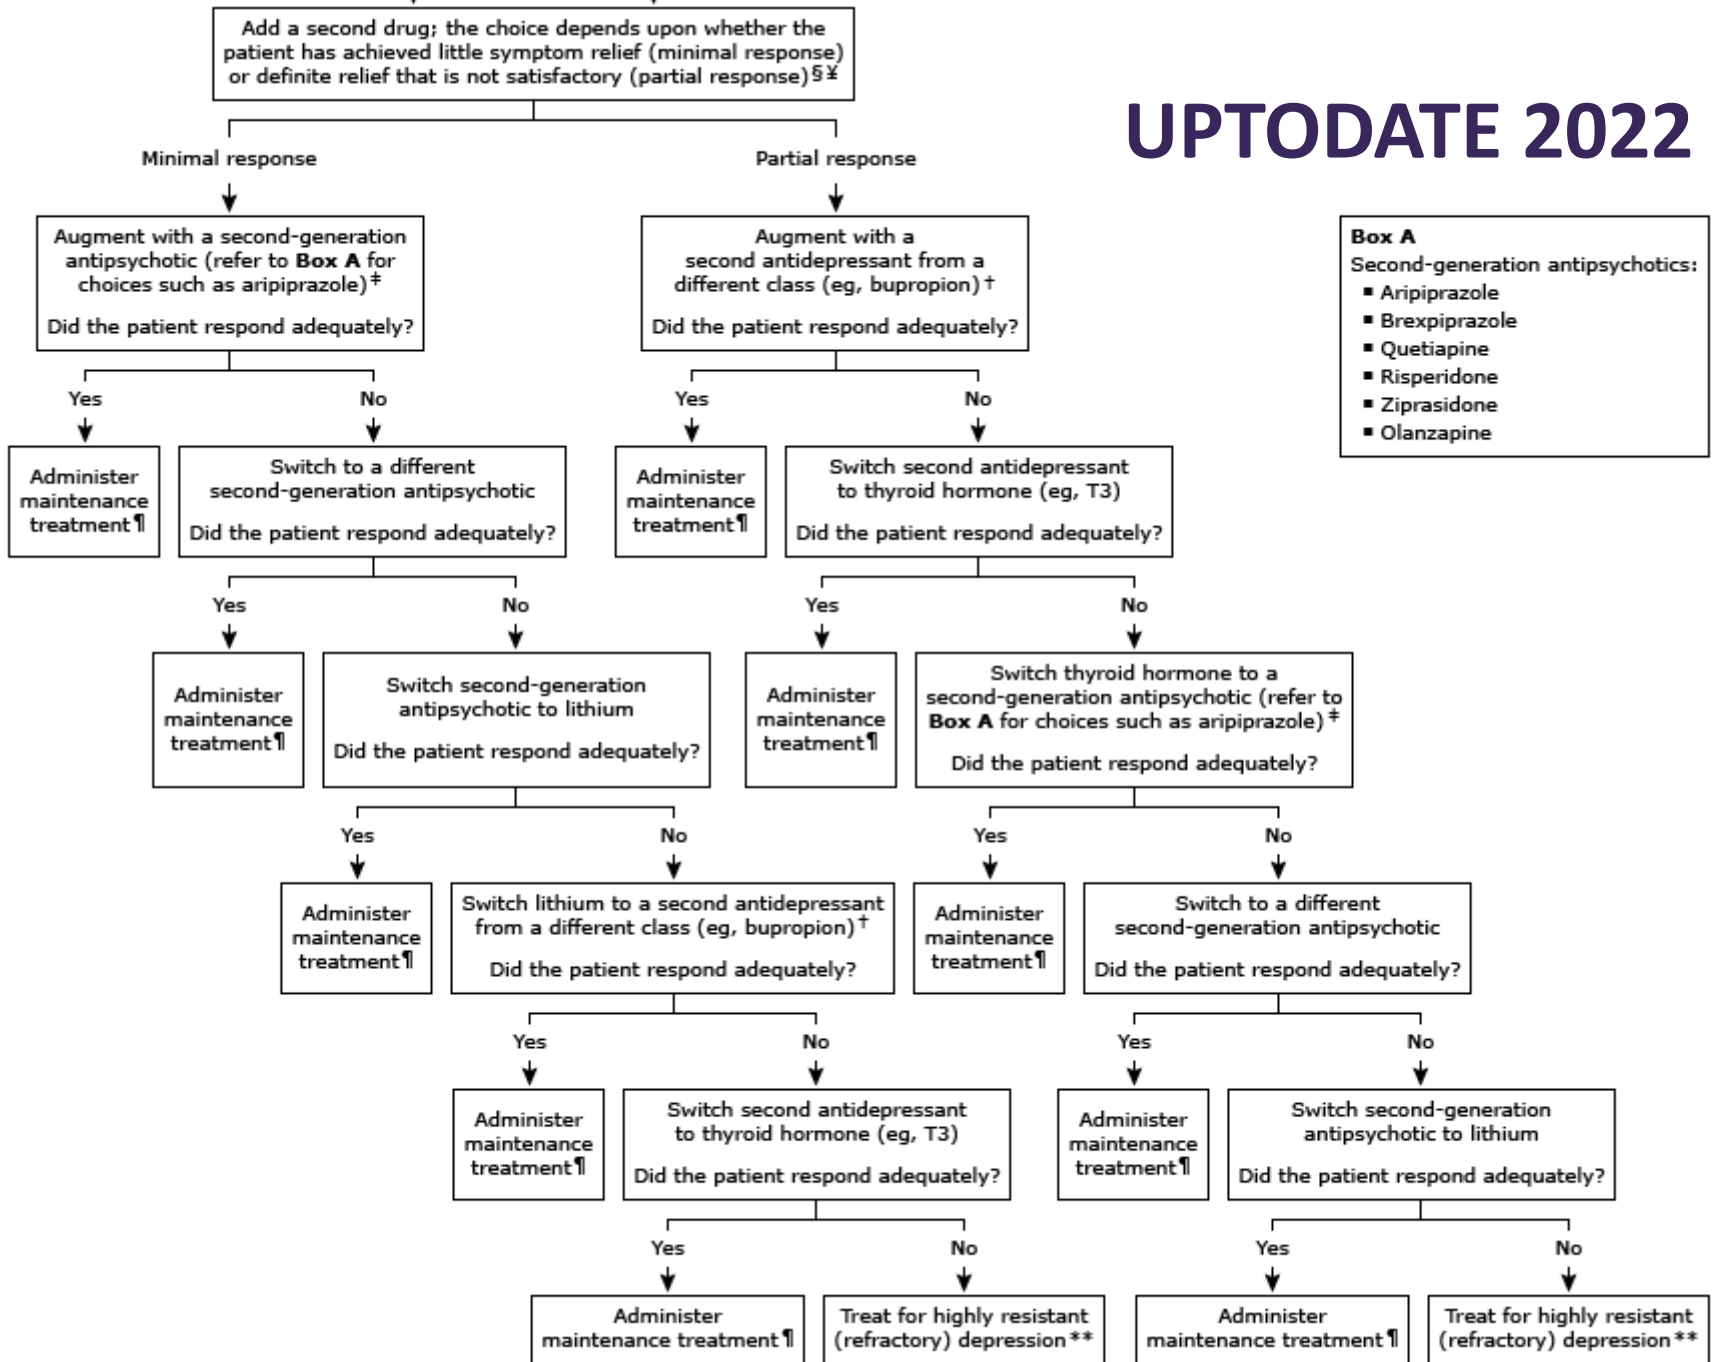 Add a second drug; the choice depends upon whether the
patient has achieved little symptom relief (minimal response)
or definite relief that is not satisfactory (partial response)§¥
UPTODATE 2022
Minimal response
Partial response
Augment with a second-generation
antipsychotic (refer to Box A for
choices such as aripiprazole)‡
Did the patient respond adequately?
Augment with a
second antidepressant from a
different class (eg, bupropion)†
Did the patient respond adequately?
Box A
Second-generation antipsychotics:
■ Aripiprazole
■ Brexpiprazole
■ Quetiapine
■ Risperidone
■ Ziprasidone
■ Olanzapine
Yes
No
Yes
No
Administer
maintenance
treatment¶
Switch to a different
second-generation antipsychotic
Did the patient respond adequately?
Administer
maintenance
treatment¶
Switch second antidepressant
to thyroid hormone (eg, T3)
Did the patient respond adequately?
Yes
No
Yes
No
Administer
maintenance
treatment¶
Switch second-generation
antipsychotic to lithium
Did the patient respond adequately?
Administer
maintenance
treatment¶
Switch thyroid hormone to a
second-generation antipsychotic (refer to
Box A for choices such as aripiprazole)‡
Did the patient respond adequately?
Yes
No
Yes
No
Administer
maintenance
treatment¶
Switch lithium to a second antidepressant
from a different class (eg, bupropion)†
Did the patient respond adequately?
Administer
maintenance
treatment¶
Switch to a different
second-generation antipsychotic
Did the patient respond adequately?
Yes
No
Yes
No
Administer
maintenance
treatment¶
Switch second antidepressant
to thyroid hormone (eg, T3)
Did the patient respond adequately?
Administer
maintenance
treatment¶
Switch second-generation
antipsychotic to lithium
Did the patient respond adequately?
Yes
No
Yes
No
Administer
maintenance treatment¶
Treat for highly resistant
(refractory) depression**
Administer
maintenance treatment¶
Treat for highly resistant
(refractory) depression**